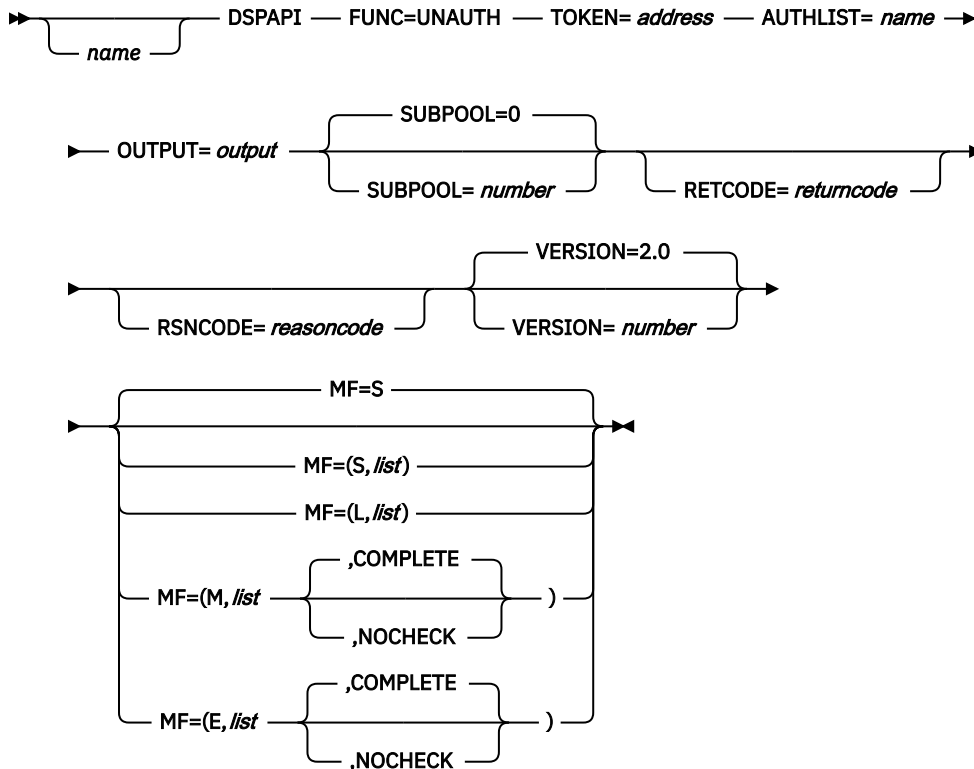 DSPAPI FUNC=UNAUTH TOKEN= address AUTHLIST= name
name
SUBPOOL=0
OUTPUT= output
SUBPOOL= number
RETCODE= returncode
VERSION=2.0
RSNCODE= reasoncode
VERSION= number
MF=S
MF=(S,list)
MF=(L,list)
,COMPLETE
MF=(M,list )
,NOCHECK
,COMPLETE
MF=(E,list )
,NOCHECK